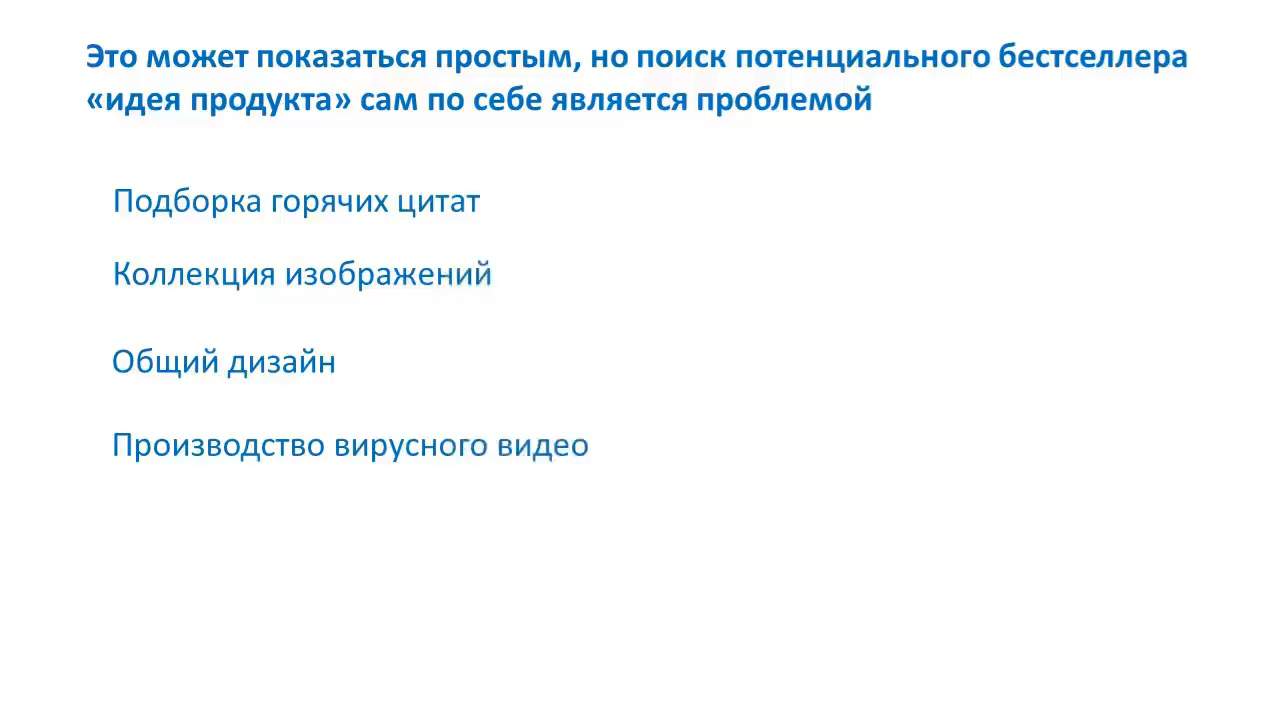 Это может показаться простым, но поиск потенциального бестселлера
«идея продукта» сам по себе является проблемой
Подборка горячих цитат
Коллекция изображений
Общий дизайн
Производство вирусного видео